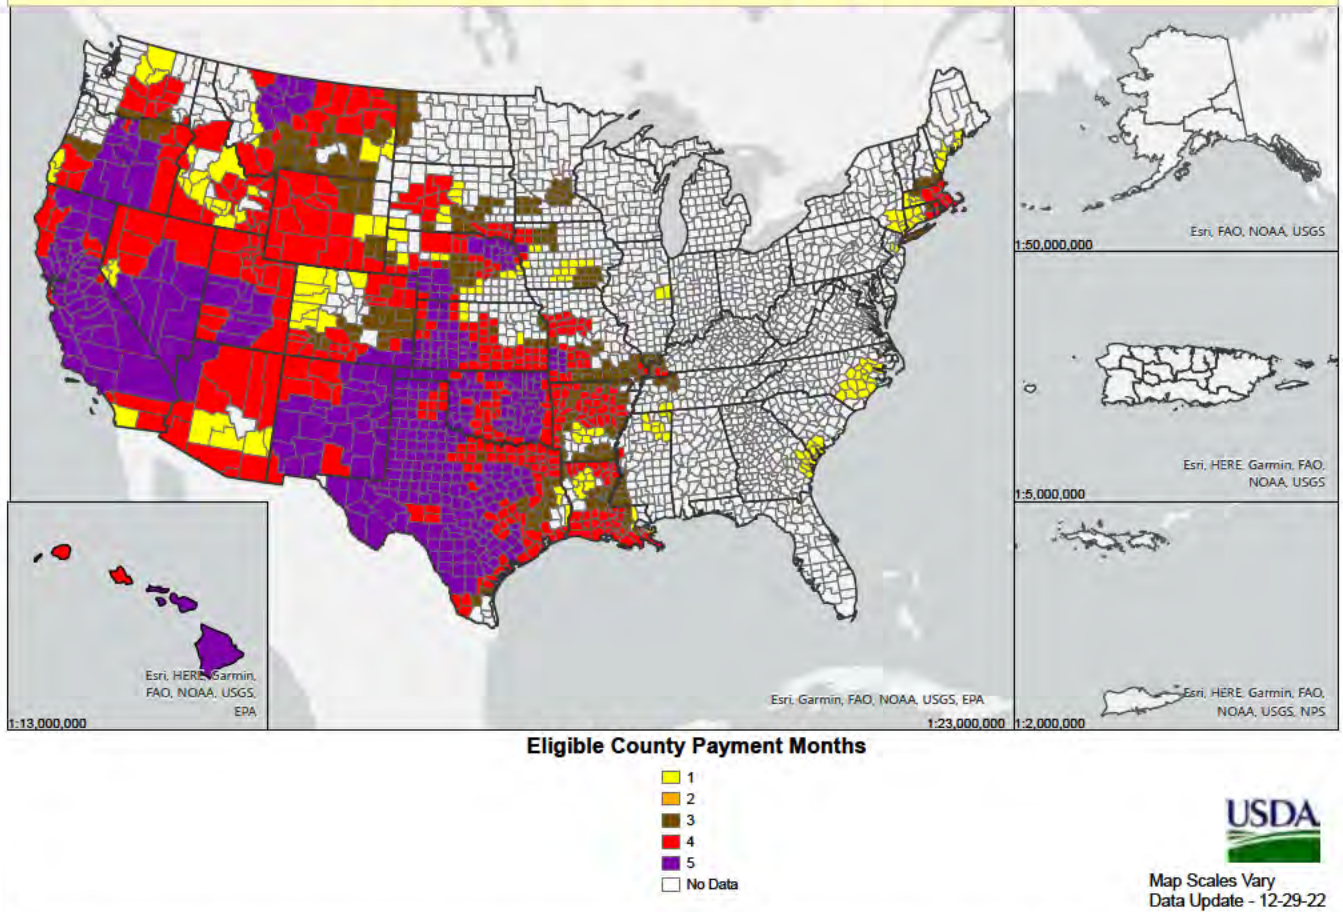 Esri, FAO, NOAA, USGS
1:50,000,000
Esri, HERE, Garmin, FAO,
NOAA, USGS
1:5,000,000
Esri, HERE, Garmin,
FAO, NOAA, USGS,
EPA
1:13,000,000
Esri, Garmin, FAO, NOAA, USGS, EPA
1:23,000,000
Esri, HERE, Garmin, FAO,
NOAA, USGS, NPS
1:2,000,000
Eligible County Payment Months
1
2
3
4
5
No Data
USDA
Map Scales Vary
Data Update - 12-29-22